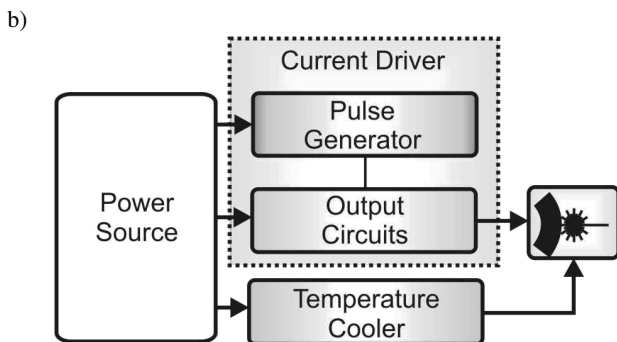 b)
Current Driver
Pulse
Generator
Power
Source
Output
Circuits
Temperature
Cooler